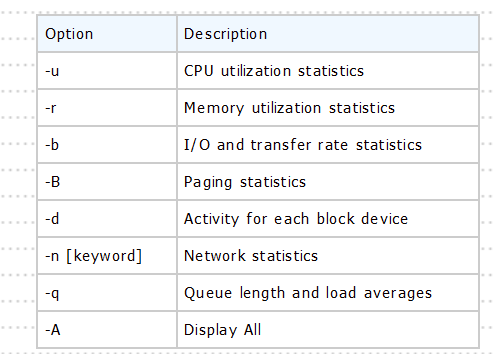 Option Description
-u CPU utilization statistics
-r Memory utilization statistics
-b I/O and transfer rate statistics
-B Paging statistics
-d Activity for each block device
-n [keyword] Network statistics
-q Queue length and load averages
-A Display All